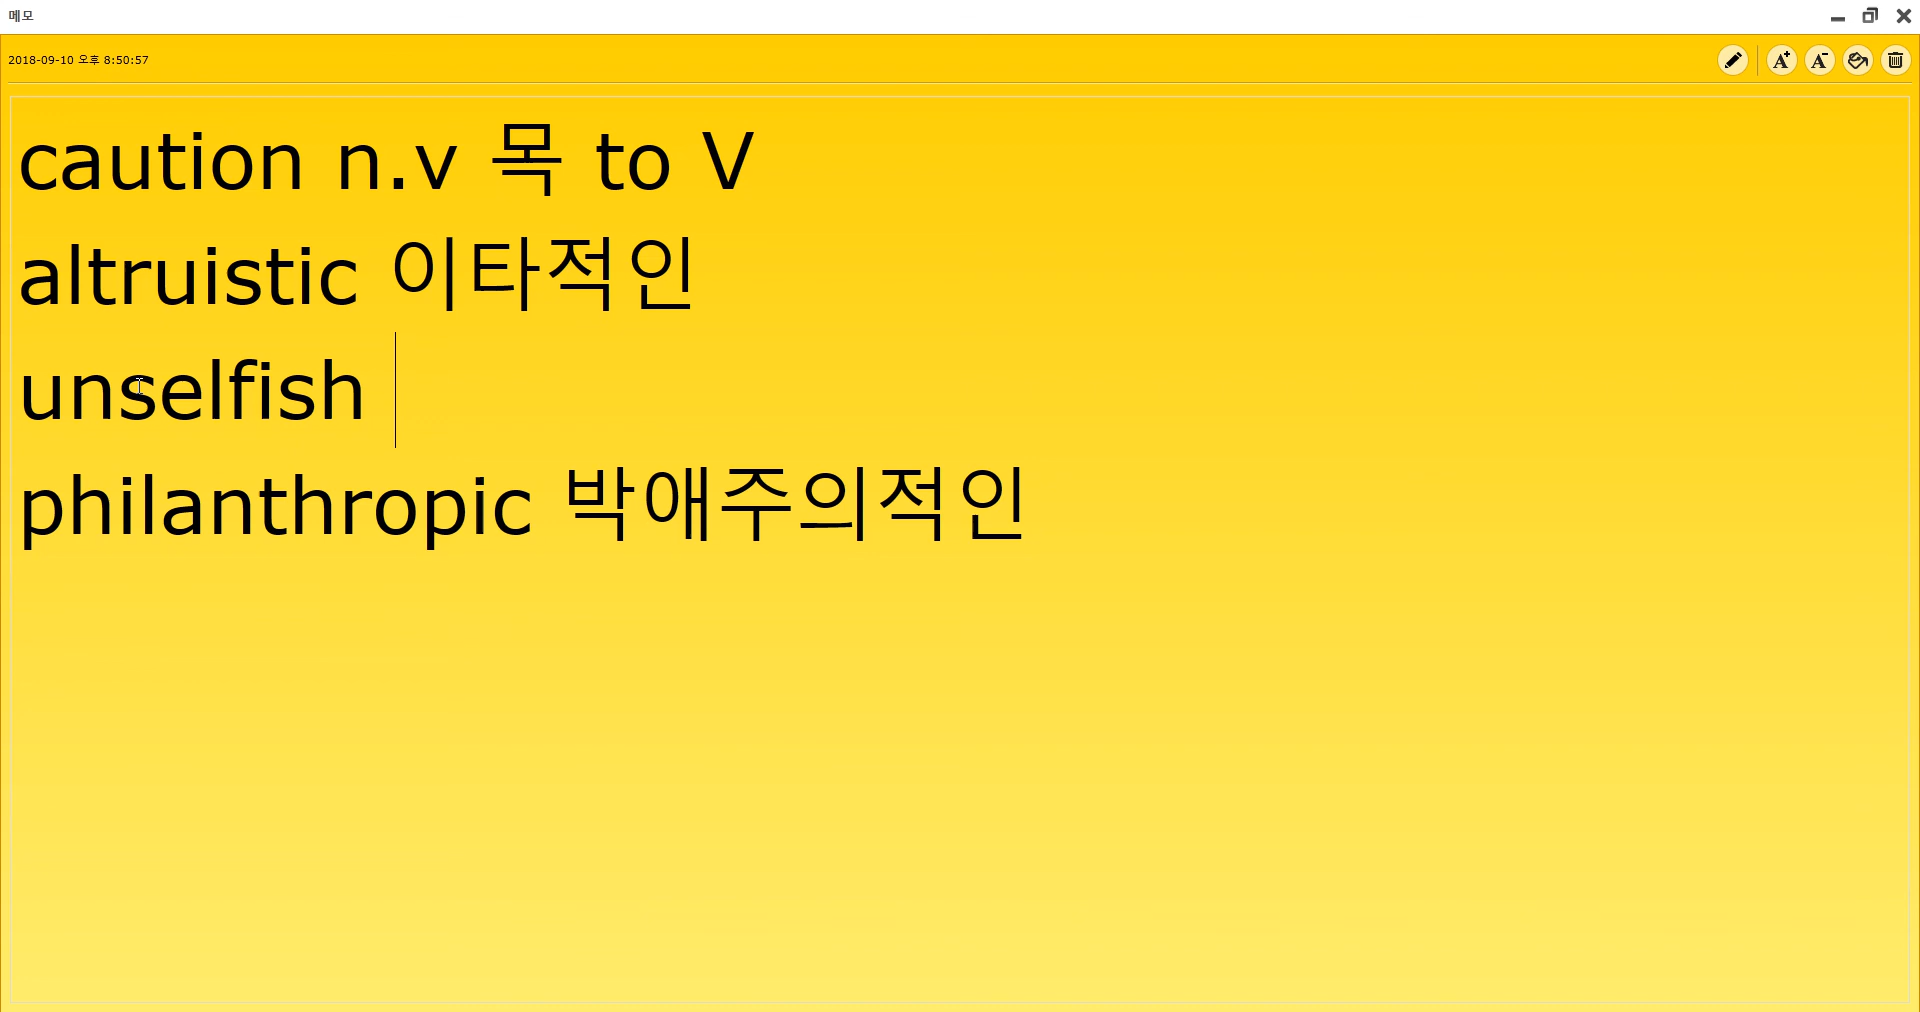 메모
2018-09-10 오후 8:50:57
caution n.v 목 to V
altruistic 이타적인
unselfish
philanthropic 박애주의적인